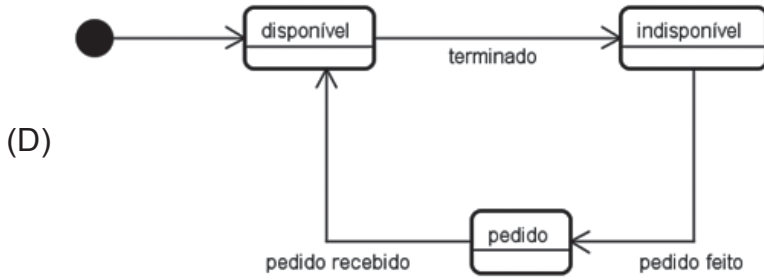 disponível
indisponível
terminado
(D)
pedido
pedido recebido
pedido feito